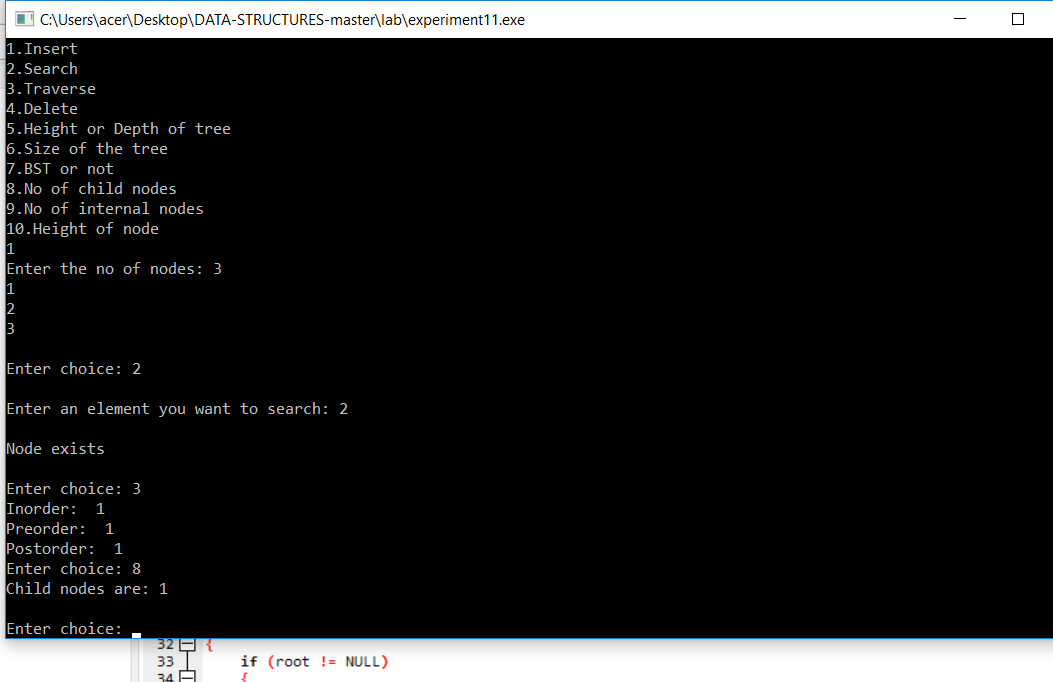 C:\Users\acer\Desktop\DATA-STRUCTURES-master\lab\experiment11.exe
1.Insert
2.Search
3.Traverse
4.Delete
5.Height or Depth of tree
6.Size of the tree
7.BST or not
8.No of child nodes
9.No of internal nodes
10.Height of node
1
Enter the no of nodes: 3
1
2
3
Enter choice: 2
Enter an element you want to search: 2
Node exists
Enter choice: 3
Inorder:  1
Preorder:  1
Postorder:  1
Enter choice: 8
Child nodes are: 1
Enter choice:
32 {
33 if (root != NULL)
34 {